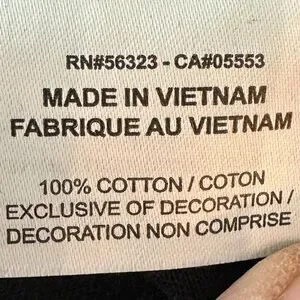 RN#56323 - CA#05553
MADE IN VIETNAM
FABRIQUE AU VIETNAM
100% COTTON / COTON
EXCLUSIVE OF DECORATION /
DECORATION NON COMPRISE